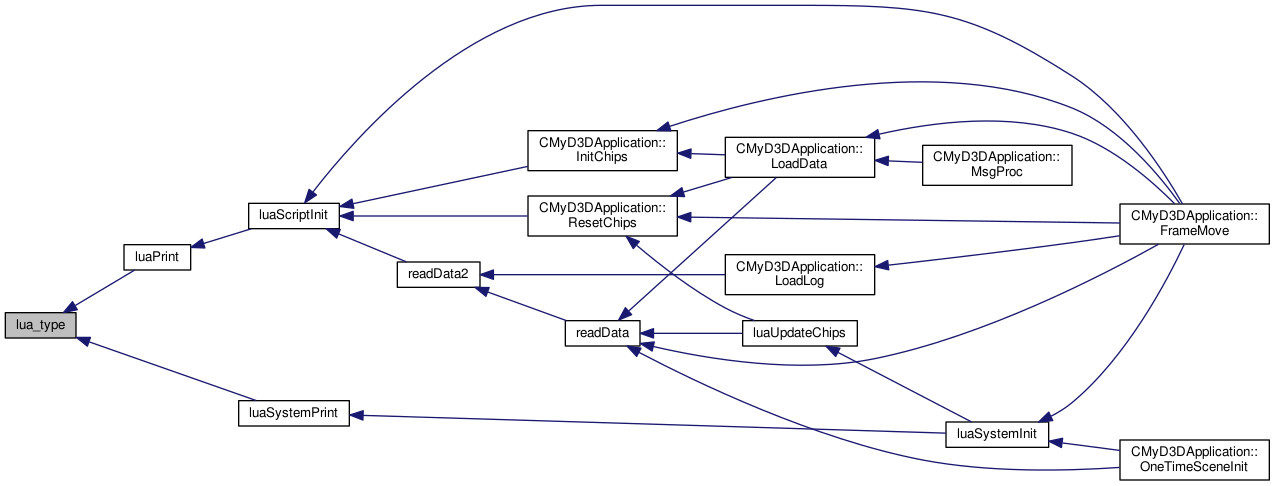 CMyD3DApplication::
InitChips
CMyD3DApplication::
LoadData
CMyD3DApplication::
MsgProc
luaScriptInit
CMyD3DApplication::
ResetChips
CMyD3DApplication::
FrameMove
luaPrint
readData2
CMyD3DApplication::
LoadLog
lua_type
readData
luaUpdateChips
luaSystemPrint
luaSystemInit
CMyD3DApplication::
OneTimeSceneInit